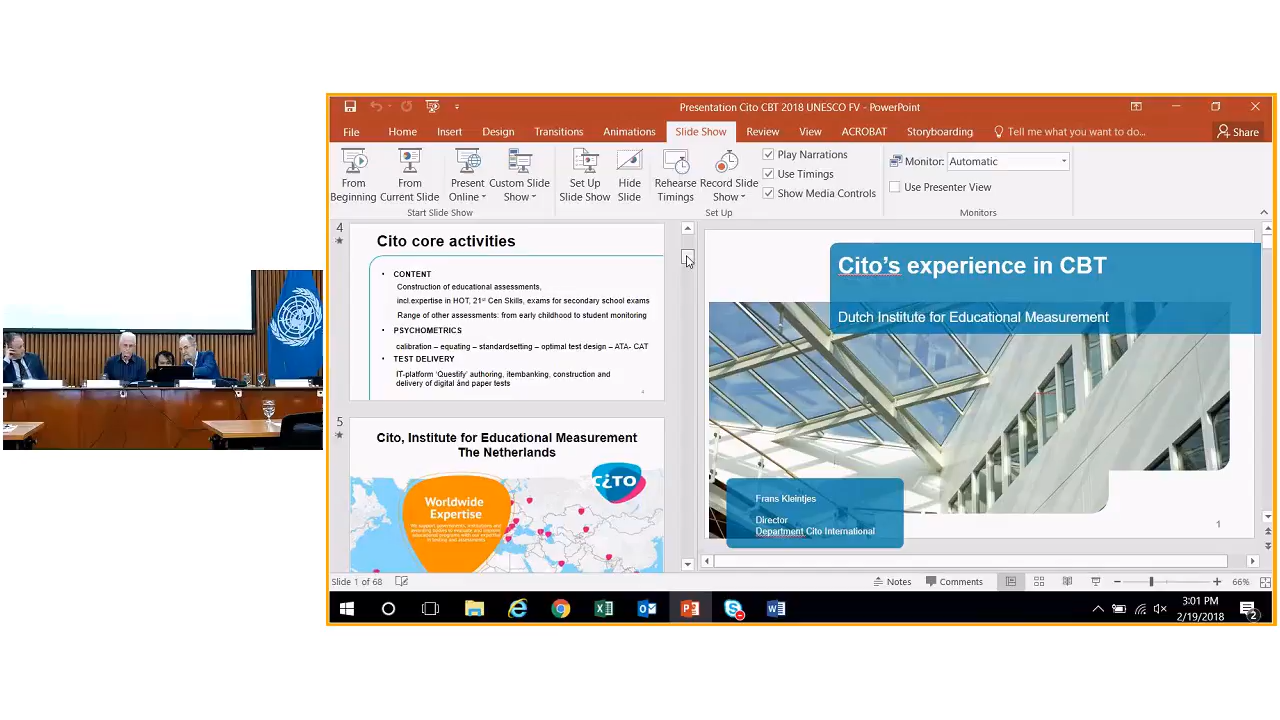 Presentation Cito CBT 2018 UNESCO FV - PowerPoint
File Home Insert Design Transitions Animations Slide Show Review View ACROBAT Storyboarding Tell me what you want to do... Share
From Beginning
From Current Slide
Present Online
Custom Slide Show
Set Up Slide Show
Hide Slide
Rehearse Timings
Record Slide Show
Play Narrations
Use Timings
Show Media Controls
Monitor: Automatic
Use Presenter View
Start Slide Show
Set Up
Monitors
4
Cito core activities
• CONTENT
Construction of educational assessments,
incl.expertise in HOT, 21st Cen Skills, exams for secondary school exams
Range of other assessments: from early childhood to student monitoring
• PSYCHOMETRICS
calibration – equating – standardsetting – optimal test design – ATA- CAT
• TEST DELIVERY
IT-platform ‘Questify’ authoring, itembanking, construction and
delivery of digital ánd paper tests
4
5
Cito, Institute for Educational Measurement
The Netherlands
Worldwide
Expertise
CITO
Cito’s experience in CBT
Dutch Institute for Educational Measurement
Frans Kleintjes
Director
Department Cito International
1
Slide 1 of 68
Notes
Comments
66%
3:01 PM
2/19/2018
2